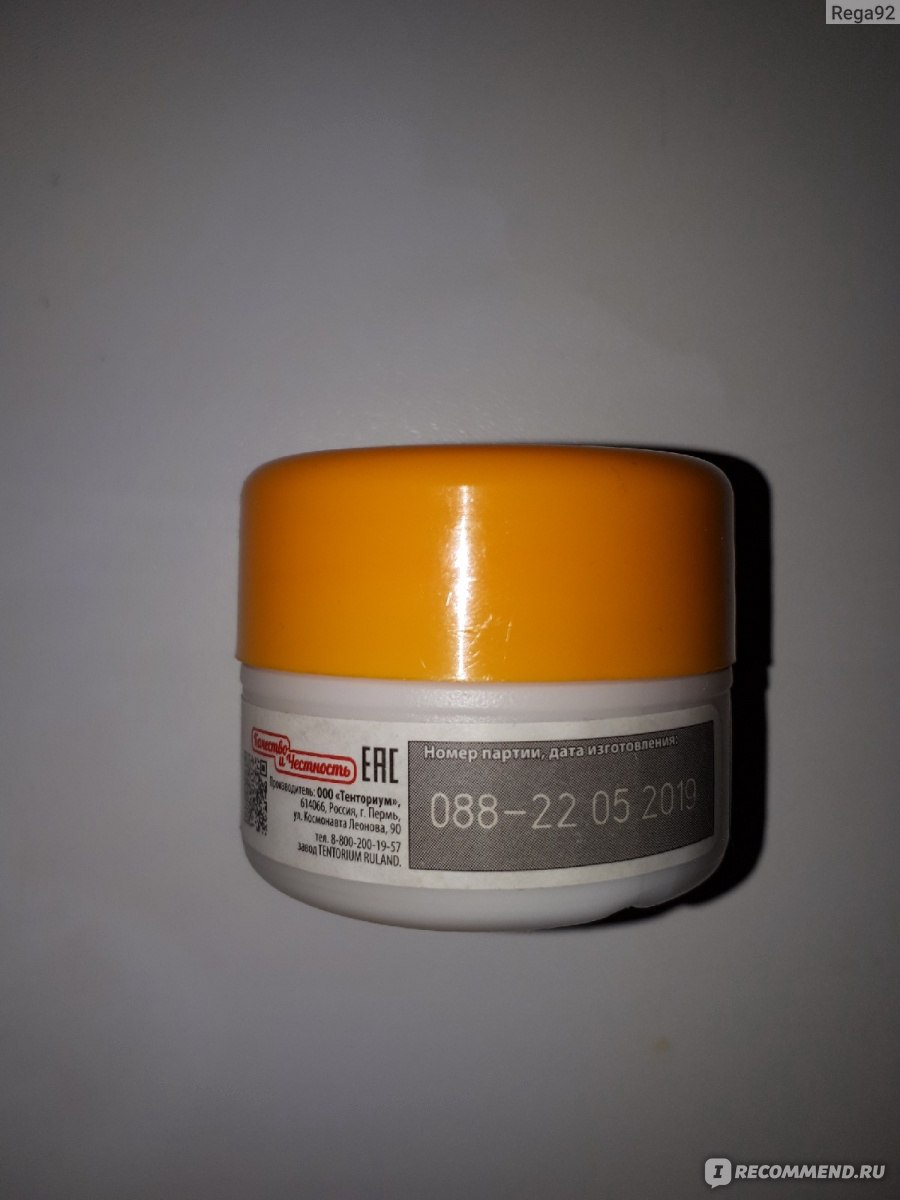 Rega92
Качество
и Честность
EAC
Производитель: ООО «Тенториум»,
614066, Россия, г. Пермь,
ул. Космонавта Леонова, 90
тел. 8-800-200-19-57
завод TENTORIUM RULAND.
Номер партии, дата изготовления:
088-22 05 2019
IRECOMMEND.RU